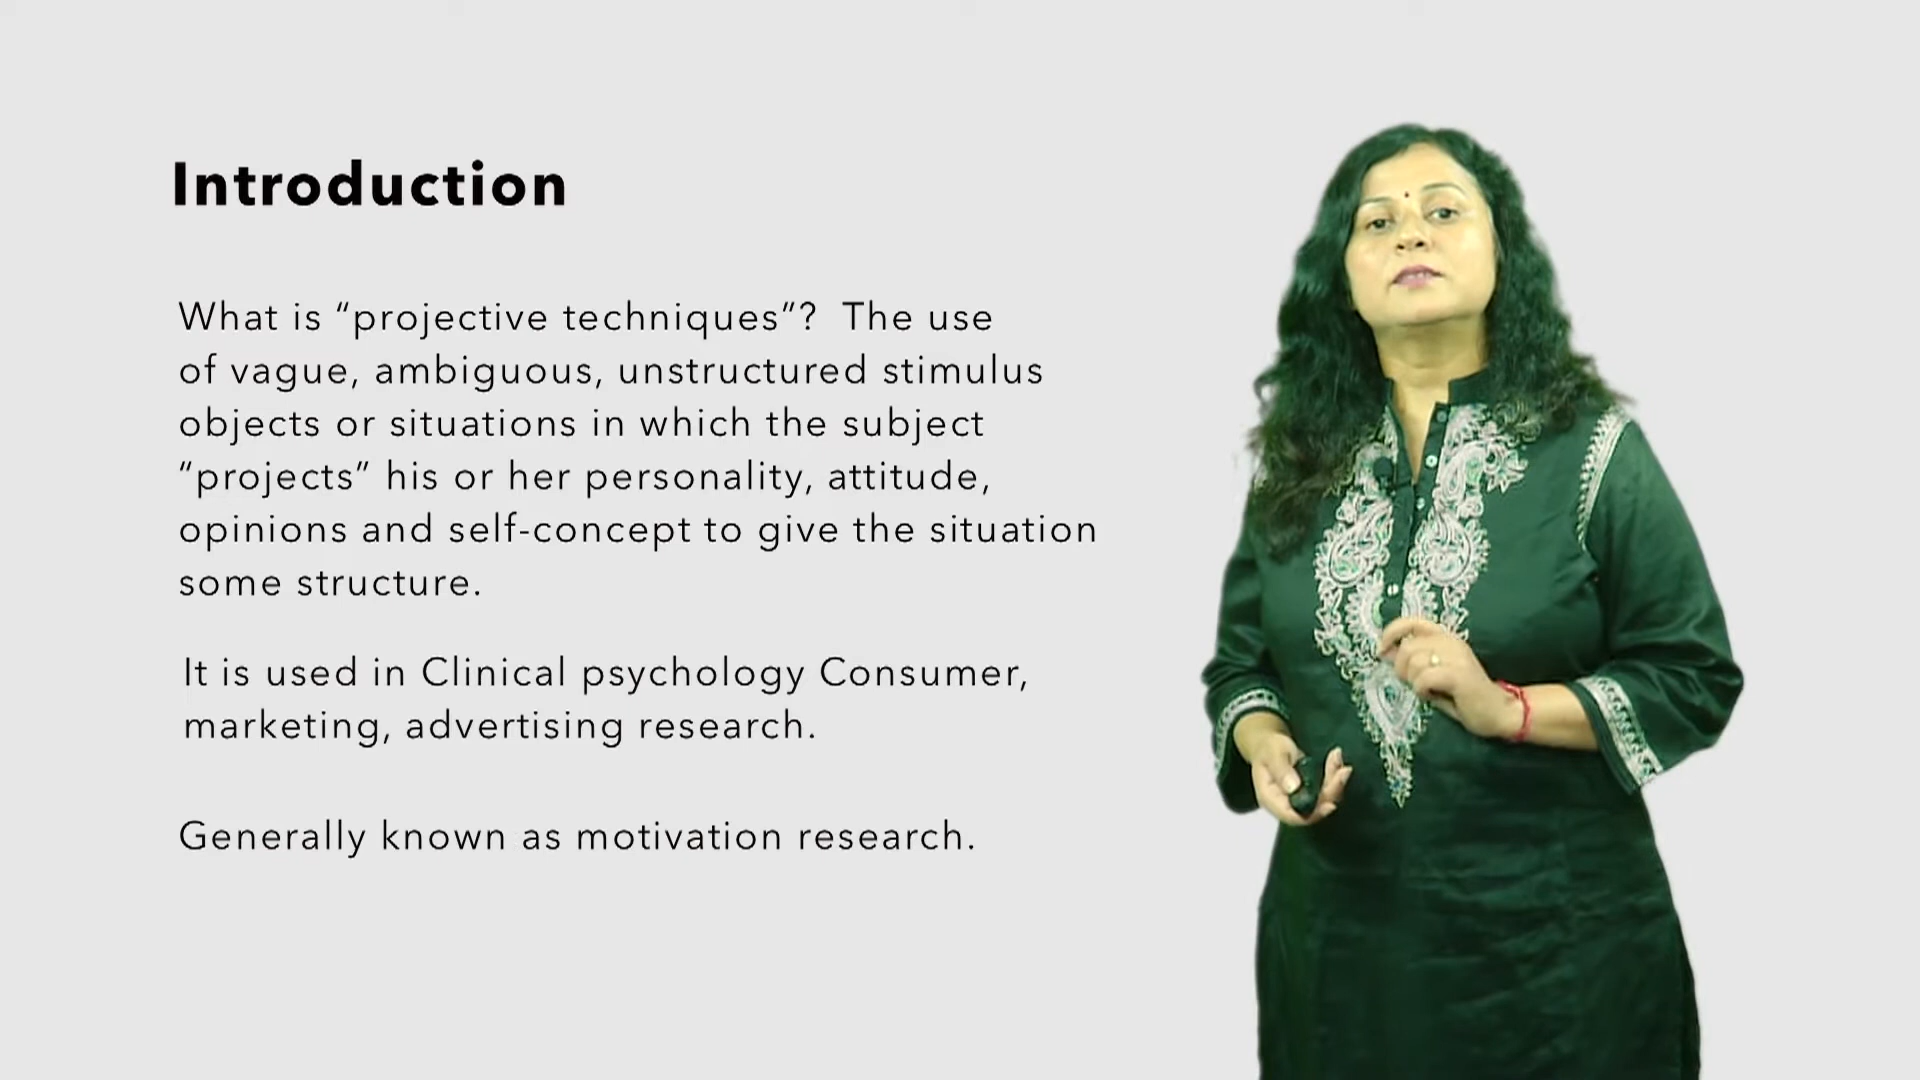 Introduction
What is “projective techniques”? The use
of vague, ambiguous, unstructured stimulus
objects or situations in which the subject
“projects” his or her personality, attitude,
opinions and self-concept to give the situation
some structure.
It is used in Clinical psychology Consumer,
marketing, advertising research.
Generally known as motivation research.